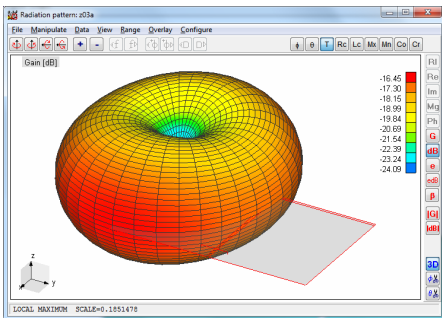 Radiation pattern: z03a
File Manipulate Data View Range Overlay Configure
+ - ϕ θ T Rc Lc Mx Mn Co Cr
Gain [dB]
-16.45
-17.30
-18.15
-18.99
-19.84
-20.69
-21.54
-22.39
-23.24
-24.09
RI
Re
Im
Mg
Ph
G
dB
e
edB
β
|G|
|dB|
3D
ϕ
θ
z
x
y
LOCAL MAXIMUM SCALE=0.1851478